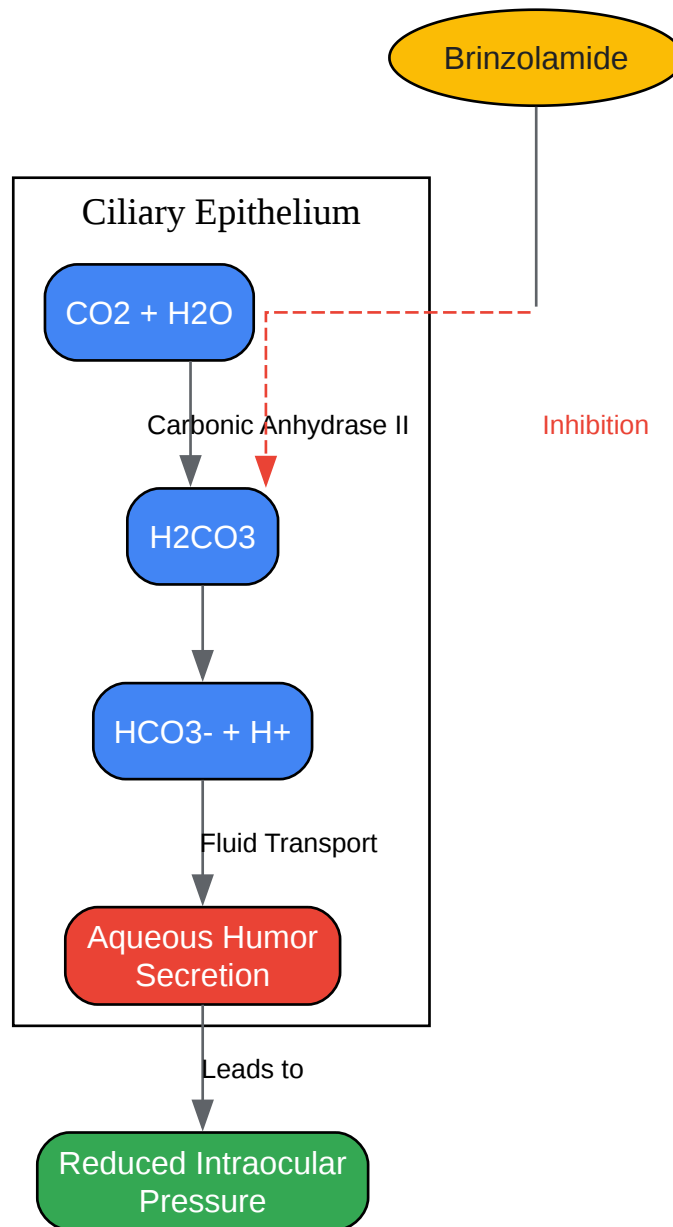 Brinzolamide
Ciliary Epithelium
CO2 + H2O
Carbonic Anhydrase II
Inhibition
H2CO3
HCO3- + H+
Fluid Transport
Aqueous Humor
Secretion
Leads to
Reduced Intraocular
Pressure